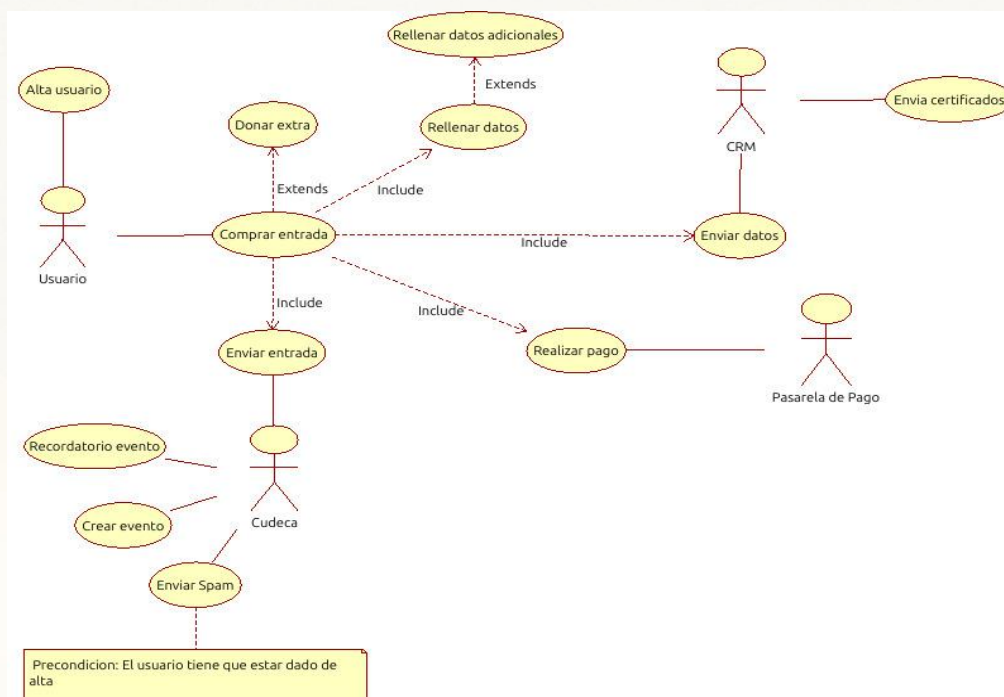 Rellenar datos adicionales
Alta usuario
Extends
Envia certificados
Donar extra
Rellenar datos
CRM
Extends
Include
Comprar entrada
Include
Enviar datos
Usuario
Include
Include
Enviar entrada
Realizar pago
Pasarela de Pago
Recordatorio evento
Crear evento
Cudeca
Enviar Spam
Precondicion: El usuario tiene que estar dado de
alta